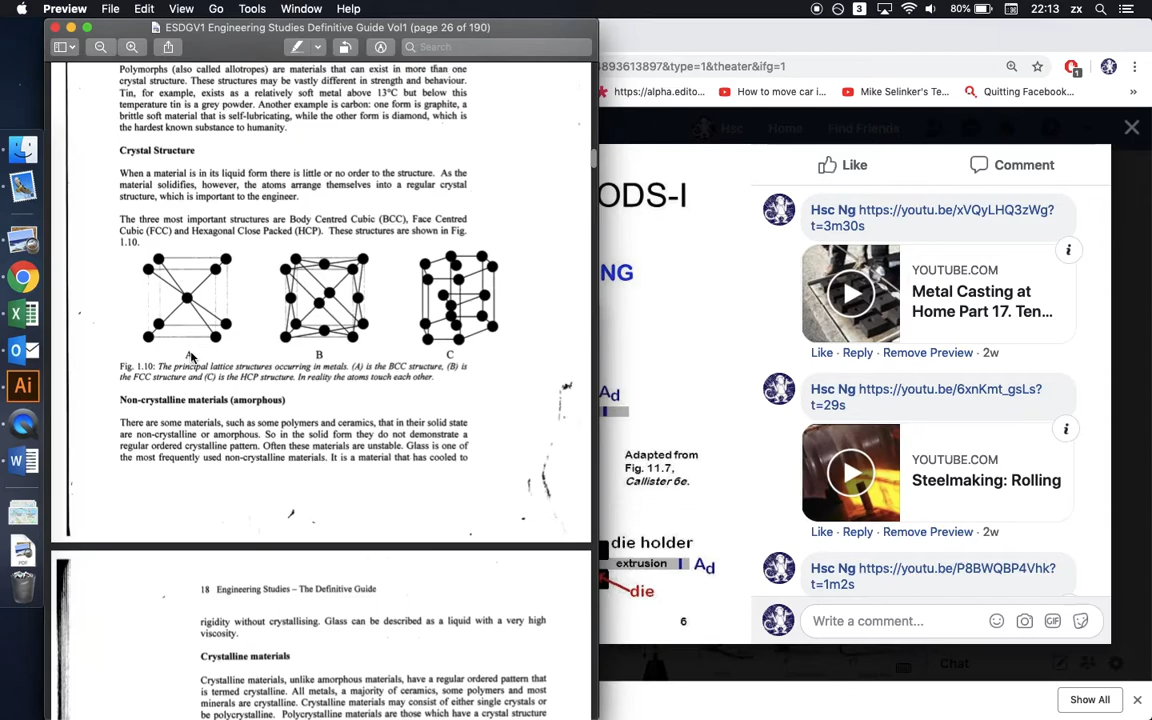 Preview File Edit View Go Tools Window Help 3 80% 22:13 zx
ESDGV1 Engineering Studies Definitive Guide Vol1 (page 26 of 190)
Search
Polymorphs (also called allotropes) are materials that can exist in more than one
crystal structure. These structures may be vastly different in strength and behaviour.
Tin, for example, exists as a relatively soft metal above 13°C but below this
temperature tin is a grey powder. Another example is carbon: one form is graphite, a
brittle soft material that is self-lubricating, while the other form is diamond, which is
the hardest known substance to humanity.
Crystal Structure
When a material is in its liquid form there is little or no order to the structure. As the
material solidifies, however, the atoms arrange themselves into a regular crystal
structure, which is important to the engineer.
The three most important structures are Body Centred Cubic (BCC), Face Centred
Cubic (FCC) and Hexagonal Close Packed (HCP). These structures are shown in Fig.
1.10.
A B C
Fig. 1.10: The principal lattice structures occurring in metals. (A) is the BCC structure, (B) is
the FCC structure and (C) is the HCP structure. In reality the atoms touch each other.
Non-crystalline materials (amorphous)
There are some materials, such as some polymers and ceramics, that in their solid state
are non-crystalline or amorphous. So in the solid form they do not demonstrate a
regular ordered crystalline pattern. Often these materials are unstable. Glass is one of
the most frequently used non-crystalline materials. It is a material that has cooled to
18 Engineering Studies – The Definitive Guide
rigidity without crystallising. Glass can be described as a liquid with a very high
viscosity.
Crystalline materials
Crystalline materials, unlike amorphous materials, have a regular ordered pattern that
is termed crystalline. All metals, a majority of ceramics, some polymers and most
minerals are crystalline. Crystalline materials may consist of either single crystals or
be polycrystalline. Polycrystalline materials are those which have a crystal structure
4893613897&type=1&theater&ifg=1
1
https://alpha.edito... How to move car i... Mike Selinker's Te... Quitting Facebook... »
Hsc Home Find Friends
ODS-I
NG
Ad
Adapted from
Fig. 11.7,
Callister 6e.
die holder
extrusion Ad
die
6
Like Comment
Hsc Ng https://youtu.be/xVQyLHQ3zWg?
t=3m30s
YOUTUBE.COM
Metal Casting at
Home Part 17. Ten...
Like · Reply · Remove Preview · 2w
Hsc Ng https://youtu.be/6xnKmt_gsLs?
t=29s
YOUTUBE.COM
Steelmaking: Rolling
Like · Reply · Remove Preview · 2w
Hsc Ng https://youtu.be/P8BWQBP4Vhk?
t=1m2s
Write a comment...
GIF
Chat
Show All
Ai
PDF